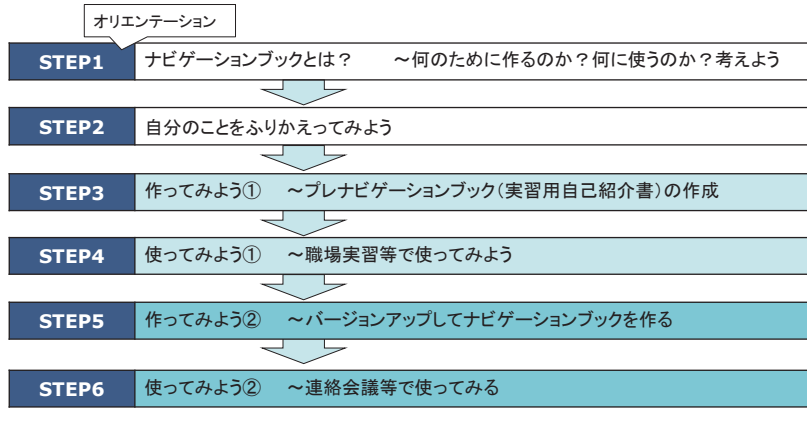 オリエンテーション
STEP1 ナビゲーションブックとは？　～何のために作るのか？何に使うのか？考えよう
STEP2 自分のことをふりかえってみよう
STEP3 作ってみよう①　～プレナビゲーションブック（実習用自己紹介書）の作成
STEP4 使ってみよう①　～職場実習等で使ってみよう
STEP5 作ってみよう②　～バージョンアップしてナビゲーションブックを作る
STEP6 使ってみよう②　～連絡会議等で使ってみる